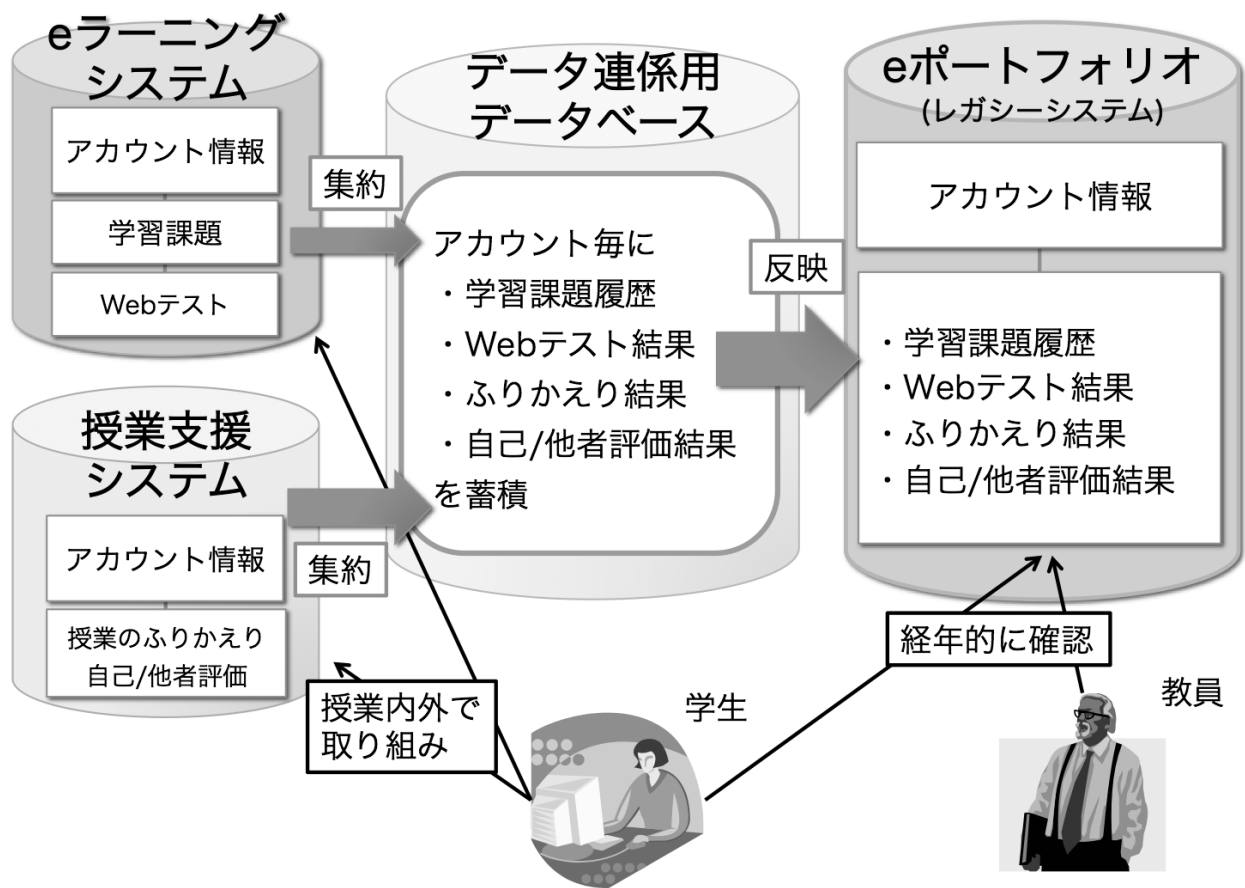 eラーニング
システム
アカウント情報
学習課題
Webテスト
集約
授業支援
システム
アカウント情報
授業のふりかえり
自己/他者評価
集約
データ連係用
データベース
アカウント毎に
・学習課題履歴
・Webテスト結果
・ふりかえり結果
・自己/他者評価結果
を蓄積
反映
eポートフォリオ
(レガシーシステム)
アカウント情報
・学習課題履歴
・Webテスト結果
・ふりかえり結果
・自己/他者評価結果
経年的に確認
授業内外で
取り組み
学生
教員